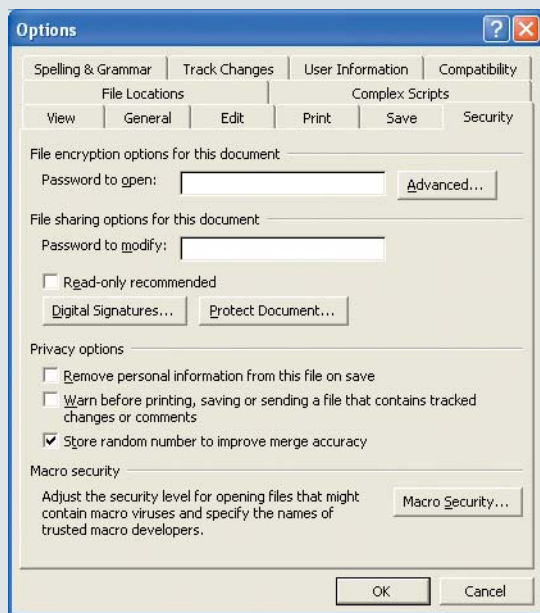 Options
Spelling & Grammar Track Changes User Information Compatibility
File Locations Complex Scripts
View General Edit Print Save Security
File encryption options for this document
Password to open: Advanced...
File sharing options for this document
Password to modify:
Read-only recommended
Digital Signatures... Protect Document...
Privacy options
Remove personal information from this file on save
Warn before printing, saving or sending a file that contains tracked
changes or comments
Store random number to improve merge accuracy
Macro security
Adjust the security level for opening files that might
contain macro viruses and specify the names of
trusted macro developers.
Macro Security...
OK Cancel